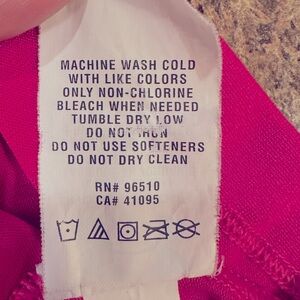 MACHINE WASH COLD
WITH LIKE COLORS
ONLY NON-CHLORINE
BLEACH WHEN NEEDED
TUMBLE DRY LOW
DO NOT IRON
DO NOT USE SOFTENERS
DO NOT DRY CLEAN
RN# 96510
CA# 41095